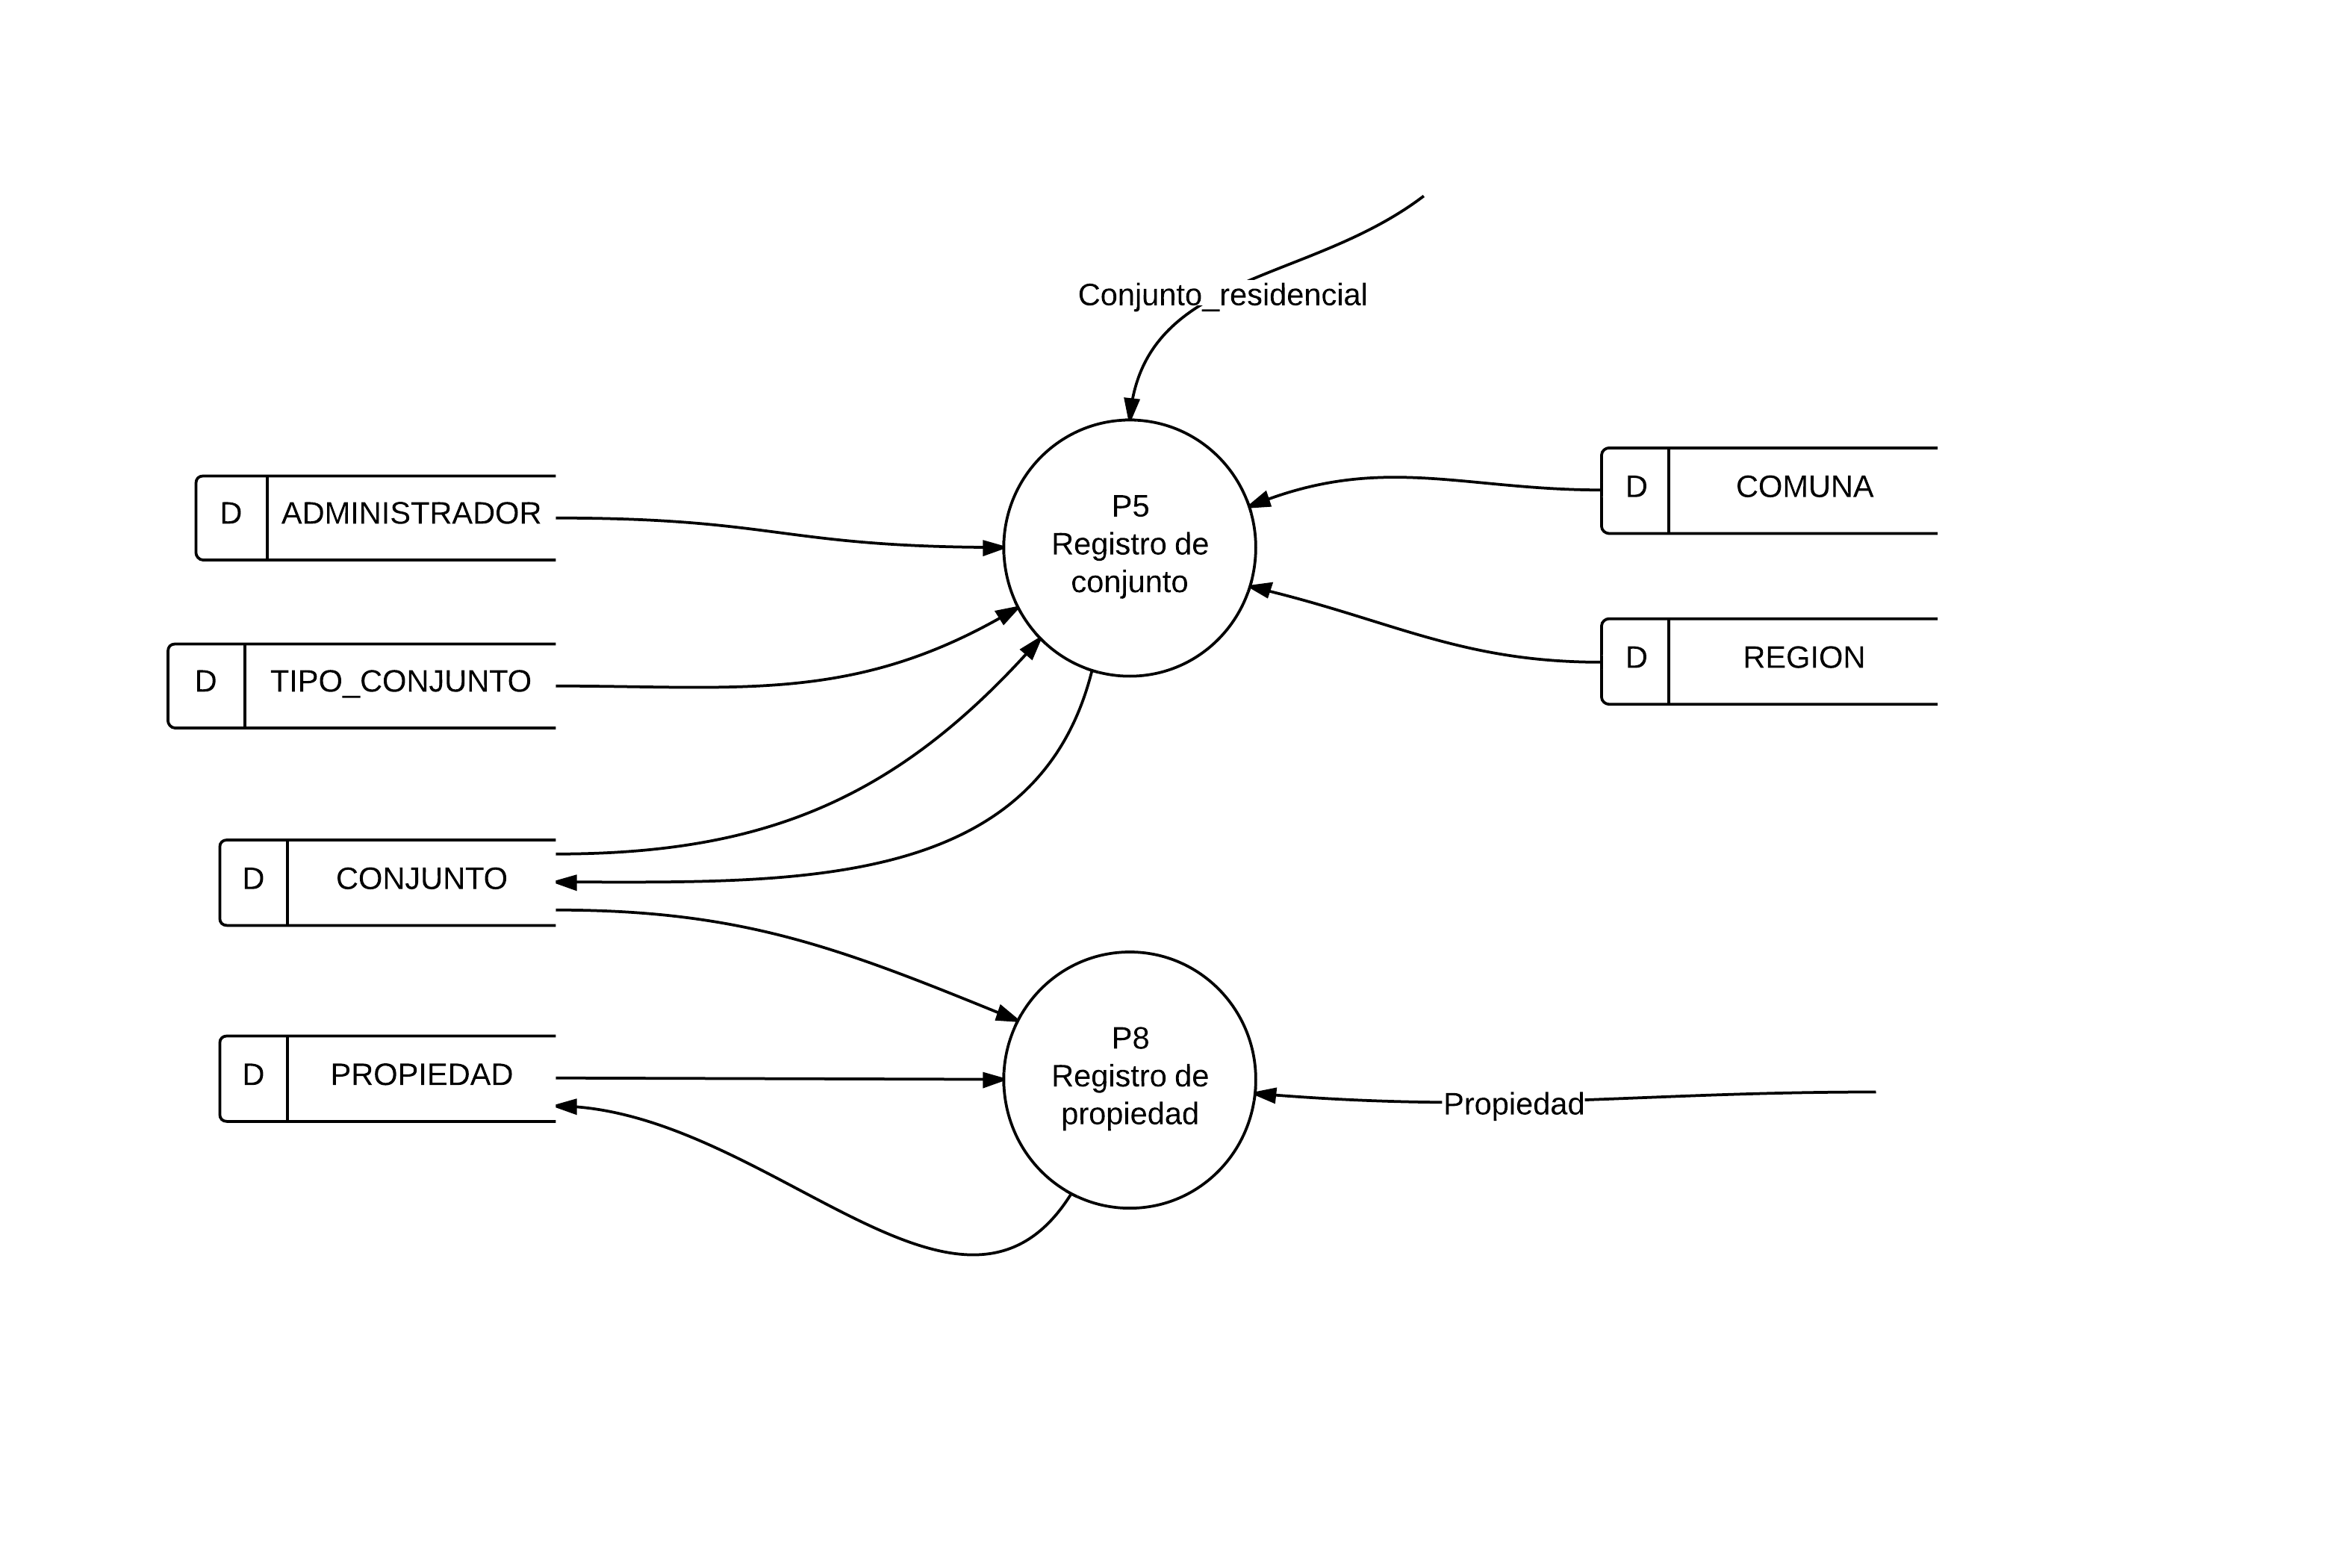 Conjunto_residencial
P5
Registro de
conjunto
D ADMINISTRADOR
D COMUNA
D TIPO_CONJUNTO
D REGION
D CONJUNTO
P8
Registro de
propiedad
D PROPIEDAD
Propiedad